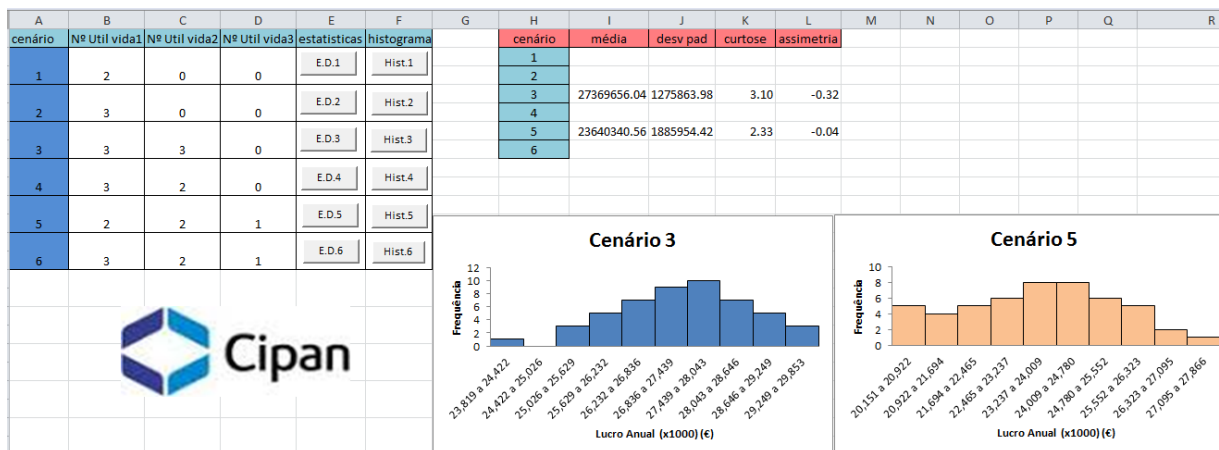 A B C D E F G H I J K L M N O P Q R
cenário Nº Util vida1 Nº Util vida2 Nº Util vida3 estatisticas histograma cenário média desv pad curtose assimetria
1 2 0 0 E.D.1 Hist.1
2 3 0 0 E.D.2 Hist.2
3 3 3 0 E.D.3 Hist.3
4 3 2 0 E.D.4 Hist.4
5 2 2 1 E.D.5 Hist.5
6 3 2 1 E.D.6 Hist.6
1
2
3 27369656.04 1275863.98 3.10 -0.32
4
5 23640340.56 1885954.42 2.33 -0.04
6
Cipan
Cenário 3
Frequência
12
10
8
6
4
2
0
23,819 a 24,422
24,422 a 25,026
25,026 a 25,629
25,629 a 26,232
26,232 a 26,836
26,836 a 27,439
27,439 a 28,043
28,043 a 28,646
28,646 a 29,249
29,249 a 29,853
Lucro Anual (x1000) (€)
Cenário 5
Frequência
10
8
6
4
2
0
20,151 a 20,922
20,922 a 21,694
21,694 a 22,465
22,465 a 23,237
23,237 a 24,009
24,009 a 24,780
24,780 a 25,552
25,552 a 26,323
26,323 a 27,095
27,095 a 27,866
Lucro Anual (x1000) (€)